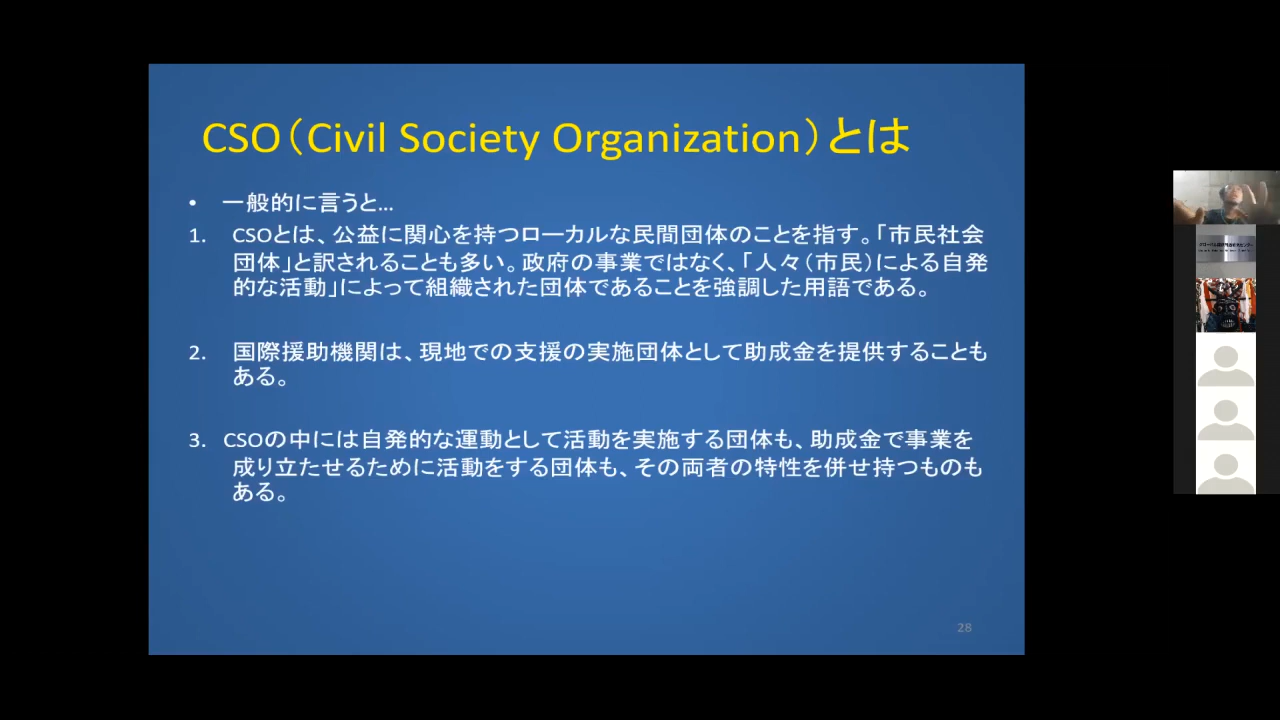 CSO（Civil Society Organization）とは
• 一般的に言うと…
1. CSOとは、公益に関心を持つローカルな民間団体のことを指す。「市民社会
団体」と訳されることも多い。政府の事業ではなく、「人々（市民）による自発
的な活動」によって組織された団体であることを強調した用語である。
2. 国際援助機関は、現地での支援の実施団体として助成金を提供することも
ある。
3. CSOの中には自発的な運動として活動を実施する団体も、助成金で事業を
成り立たせるために活動をする団体も、その両者の特性を併せ持つものも
ある。
28